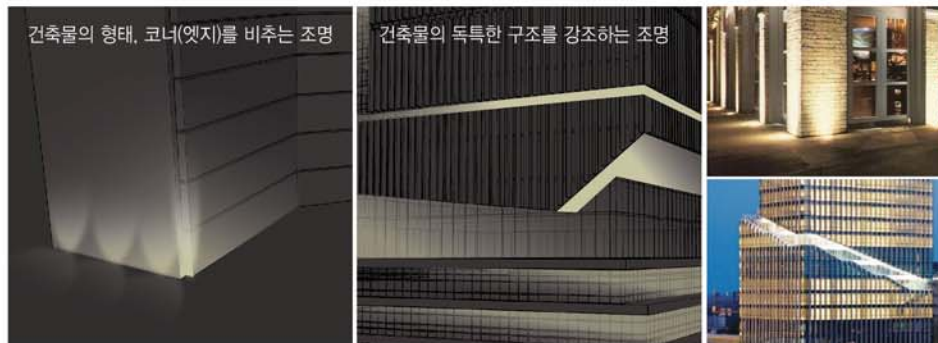 건축물의 형태, 코너(엣지)를 비추는 조명
건축물의 독특한 구조를 강조하는 조명